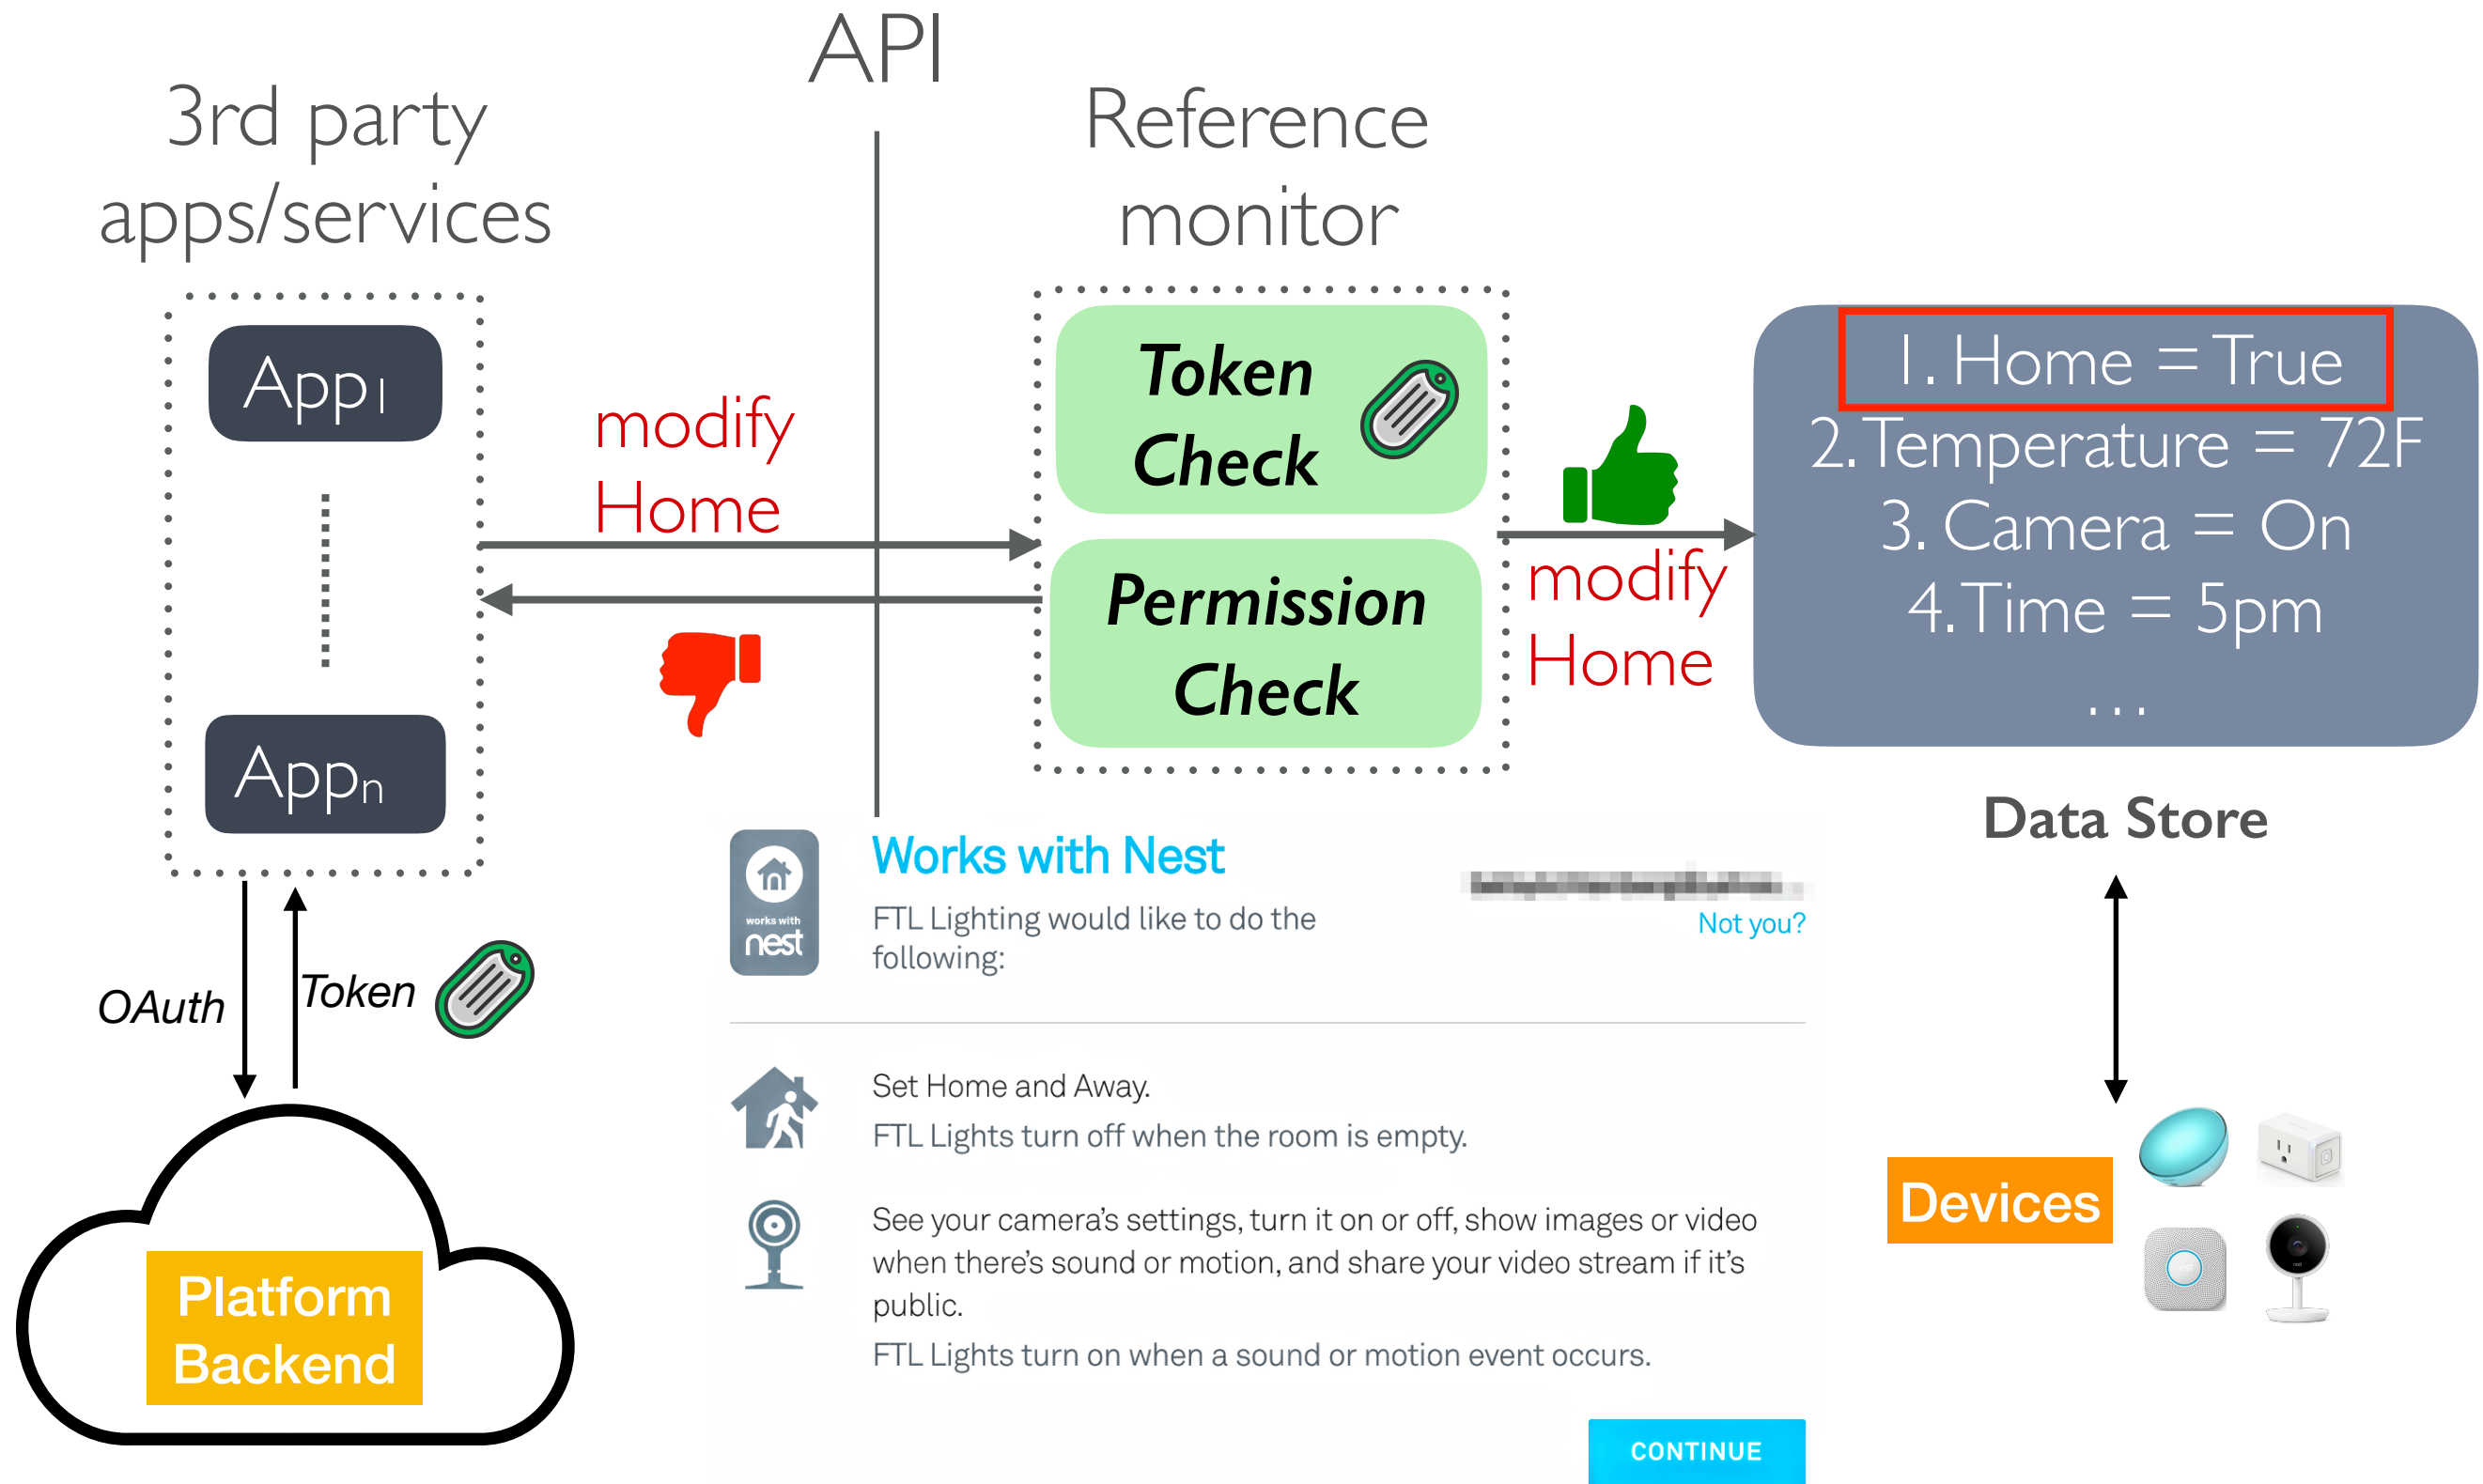 API
3rd party
apps/services
Reference
monitor
App1
Appn
modify
Home
Token
Check
Permission
Check
modify
Home
1. Home = True
2. Temperature = 72F
3. Camera = On
4. Time = 5pm
...
Data Store
OAuth
Token
Platform
Backend
works with
nest
Works with Nest
FTL Lighting would like to do the
following:
Not you?
Set Home and Away.
FTL Lights turn off when the room is empty.
See your camera’s settings, turn it on or off, show images or video
when there’s sound or motion, and share your video stream if it’s
public.
FTL Lights turn on when a sound or motion event occurs.
CONTINUE
Devices